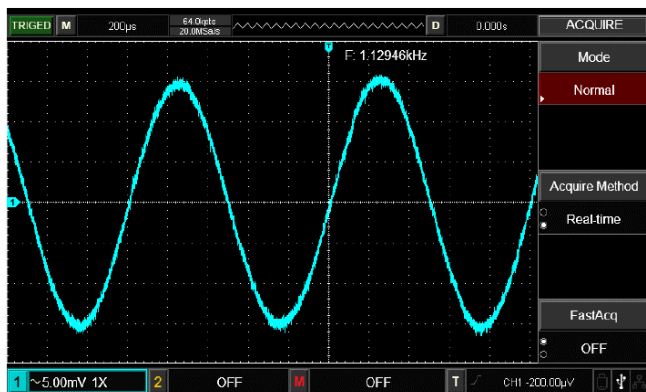 TRIGED M 200µs 64.0kpts D 0.000s ACQUIRE
20.0MSa/s
T
F: 1.12946kHz
Mode
Normal
1
Acquire Method
Real-time
FastAcq
OFF
1 ~5.00mV 1X 2 OFF M OFF T CH1 -200.00µV